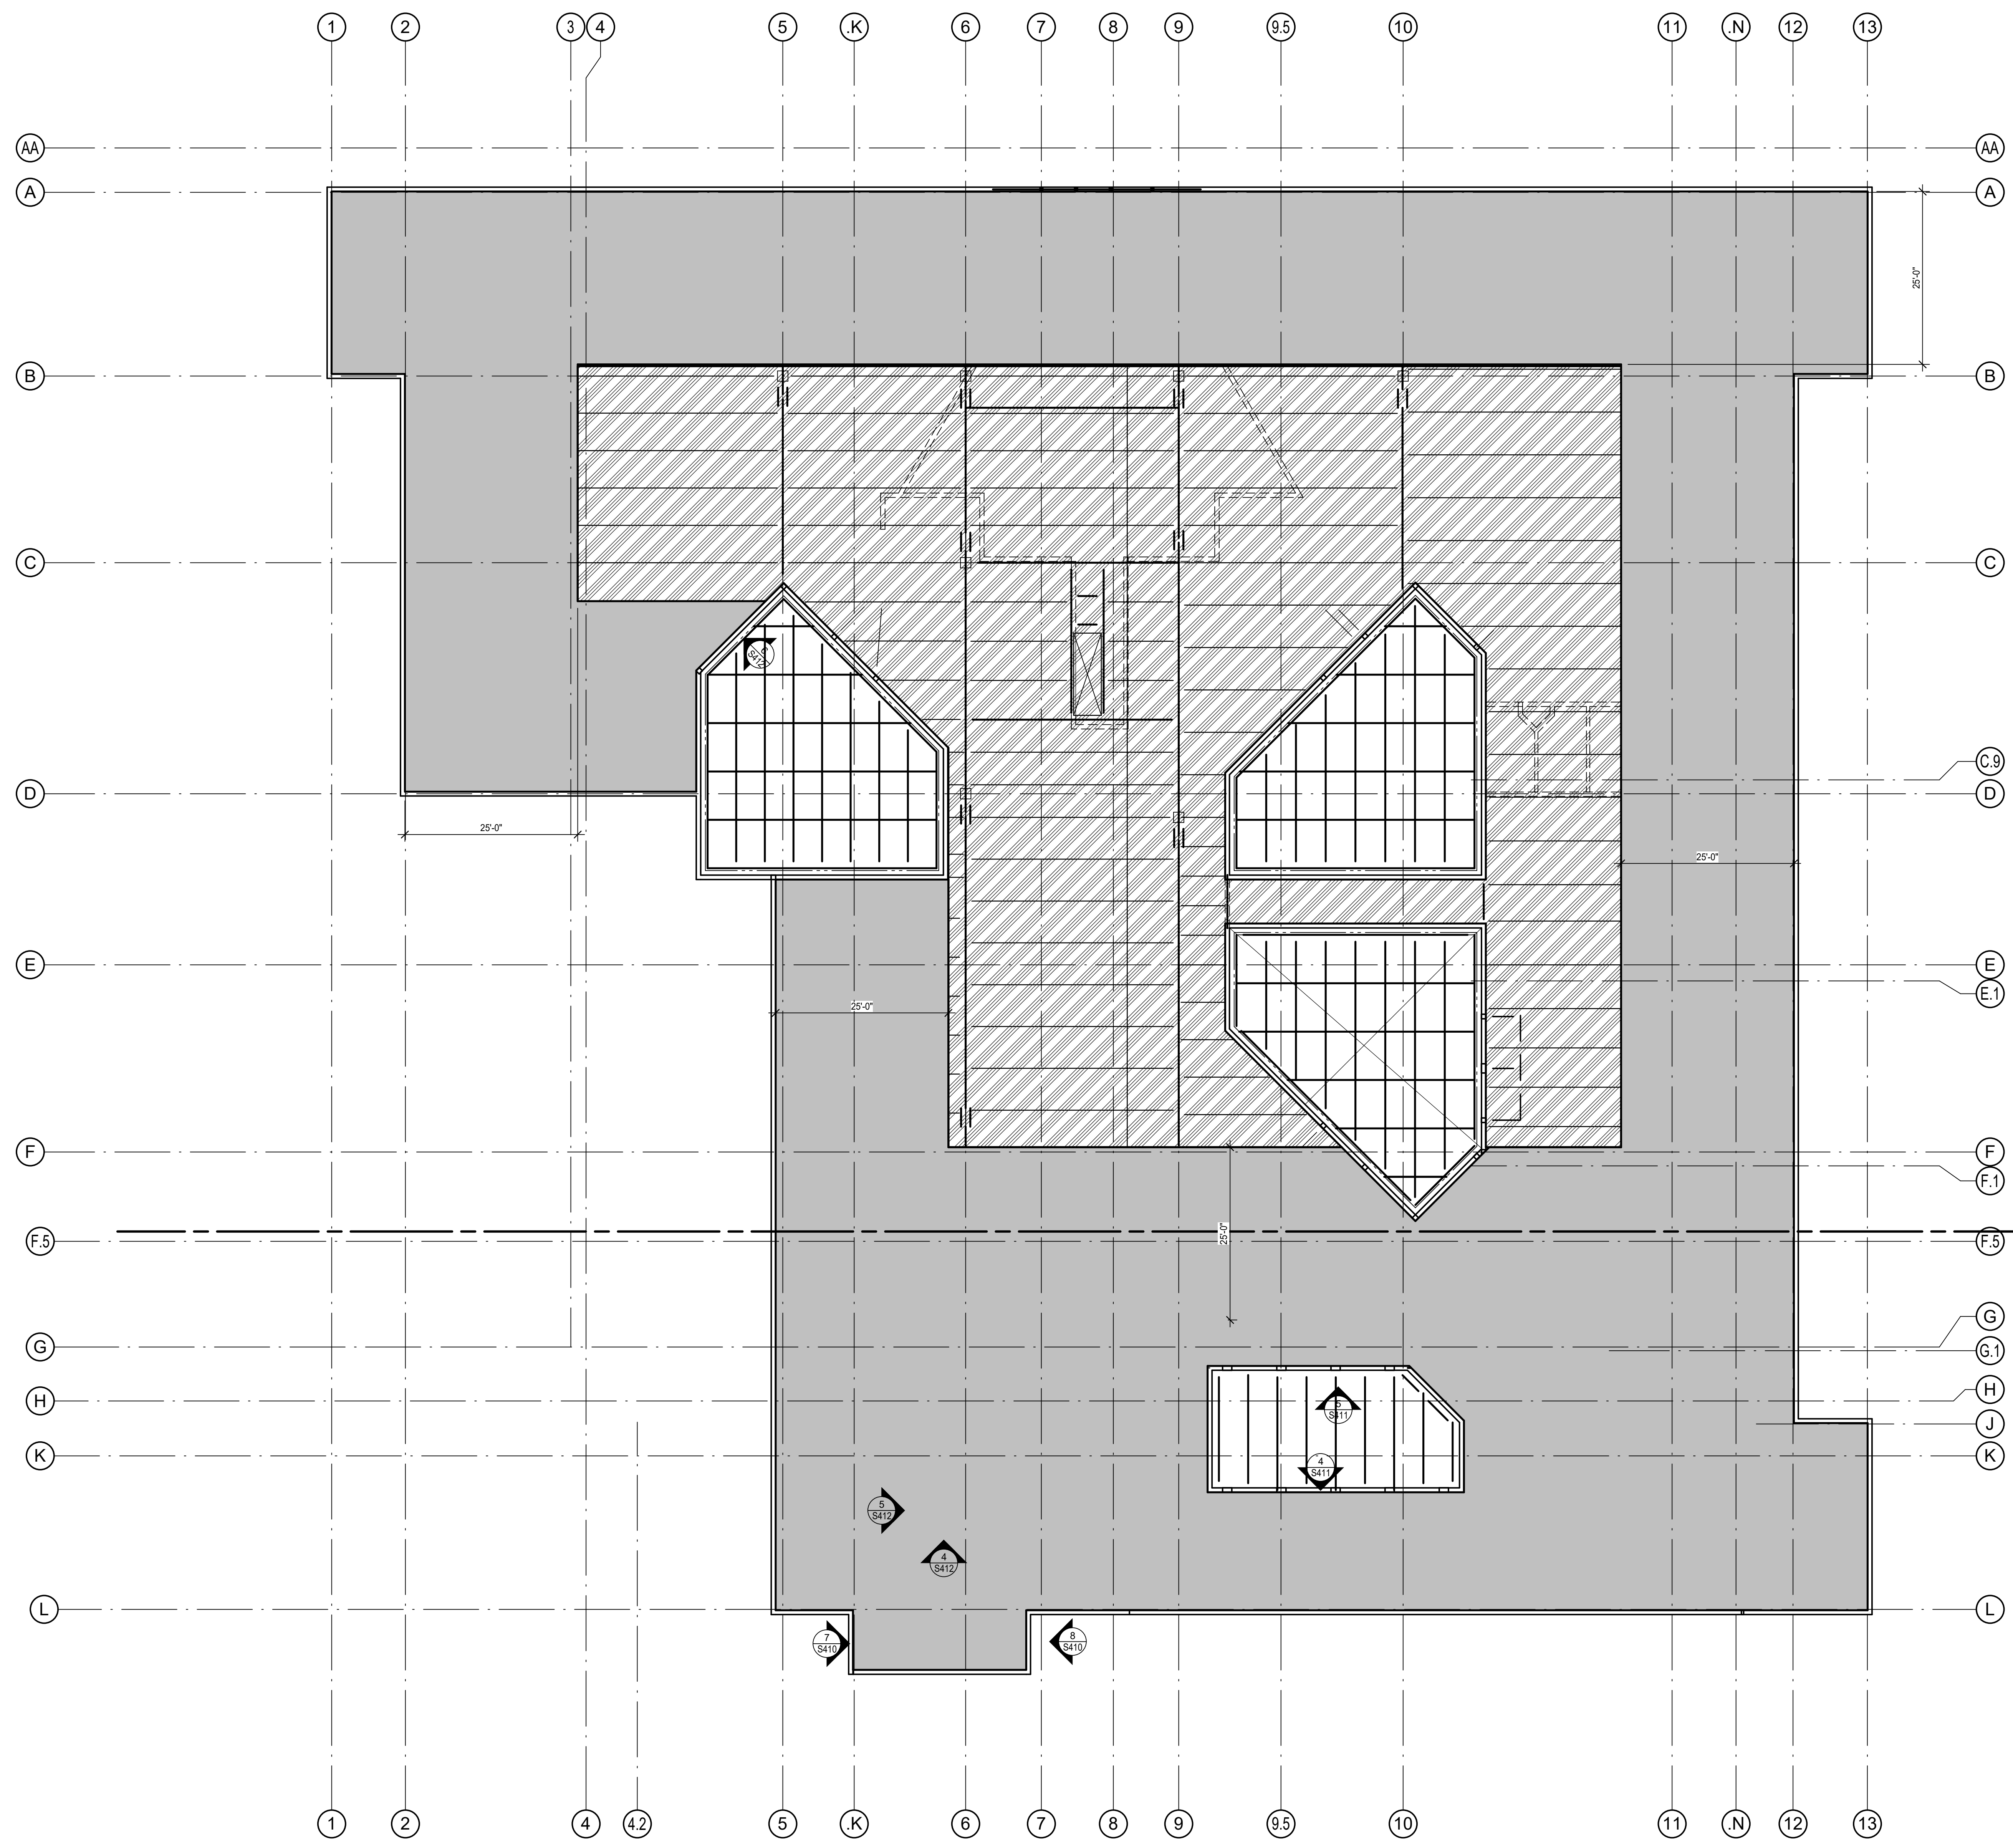 1 2 3 4 5 .K 6 7 8 9 9.5 10 11 .N 12 13
AA AA
A A
25'-0"
B B
C C
6
S412
C.9
D D
25'-0" 25'-0"
E E
E.1
25'-0"
F F
F.1
25'-0"
F.5 F.5
G
G G.1
H
H 5
S411
J
K K
4
S411
5
S412
4
S412
L L
7 8
S410 S410
1 2 4 4.2 5 .K 6 7 8 9 9.5 10 11 .N 12 13